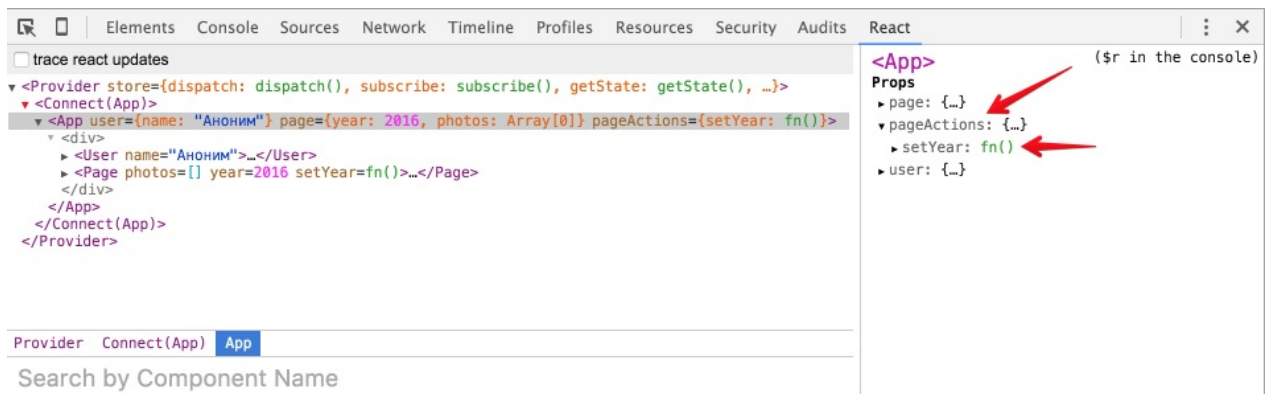 Elements Console Sources Network Timeline Profiles Resources Security Audits React
trace react updates
<Provider store={dispatch: dispatch(), subscribe: subscribe(), getState: getState(), …}>
<Connect(App)>
<App user={name: "Аноним"} page={year: 2016, photos: Array[0]} pageActions={setYear: fn()}>
<div>
<User name="Аноним">…</User>
<Page photos=[] year=2016 setYear=fn()>…</Page>
</div>
</App>
</Connect(App)>
</Provider>
Provider Connect(App) App
Search by Component Name
<App> ($r in the console)
Props
page: {…}
pageActions: {…}
setYear: fn()
user: {…}